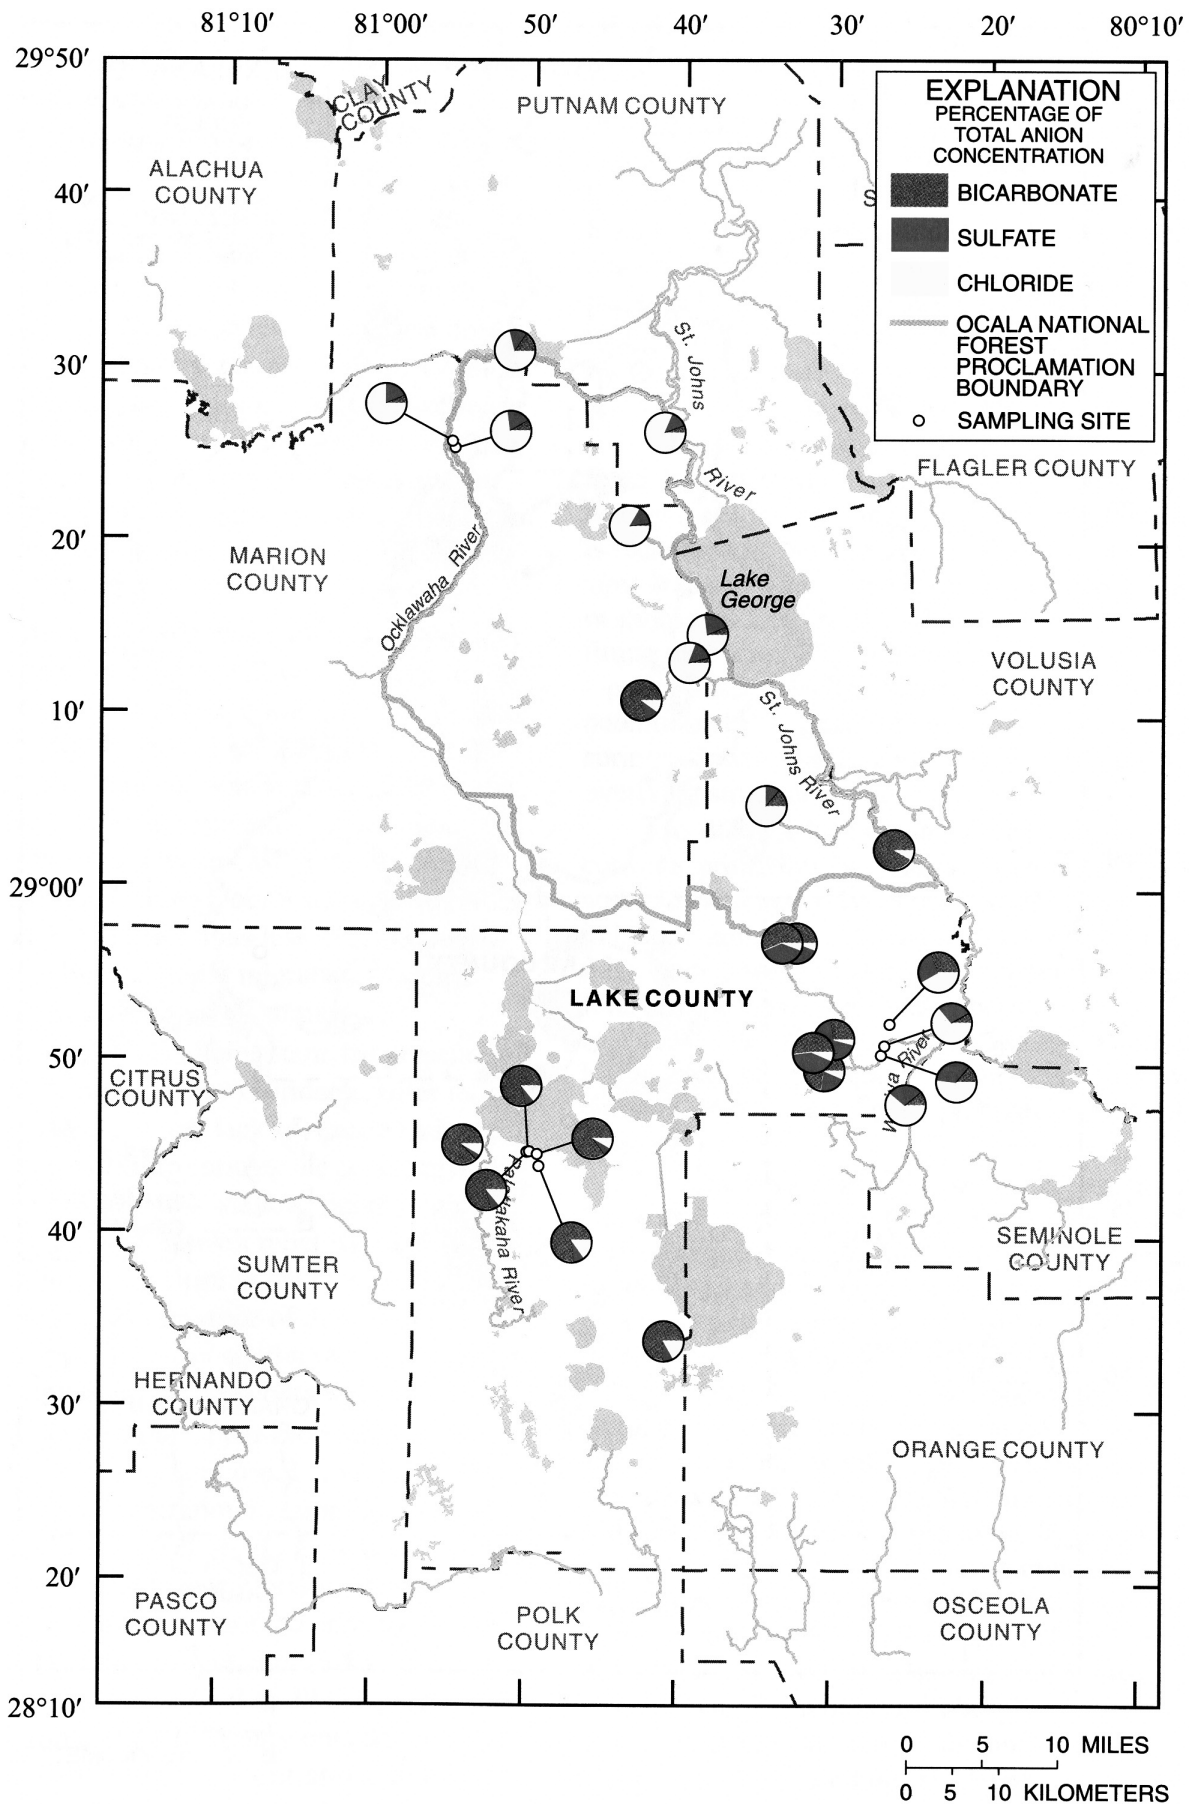 81°10′ 81°00′ 50′ 40′ 30′ 20′ 80°10′
29°50′
40′
30′
20′
10′
29°00′
50′
40′
30′
20′
28°10′
CLAY
COUNTY
PUTNAM COUNTY
ALACHUA
COUNTY
EXPLANATION
PERCENTAGE OF
TOTAL ANION
CONCENTRATION
BICARBONATE
SULFATE
CHLORIDE
OCALA NATIONAL
FOREST
PROCLAMATION
BOUNDARY
SAMPLING SITE
S
St. Johns
River
FLAGLER COUNTY
MARION
COUNTY
Ocklawaha River
Lake
George
VOLUSIA
COUNTY
St. Johns River
LAKE COUNTY
CITRUS
COUNTY
River
SUMTER
COUNTY
SEMINOLE
COUNTY
HERNANDO
COUNTY
ORANGE COUNTY
PASCO
COUNTY
POLK
COUNTY
OSCEOLA
COUNTY
0 5 10 MILES
0 5 10 KILOMETERS